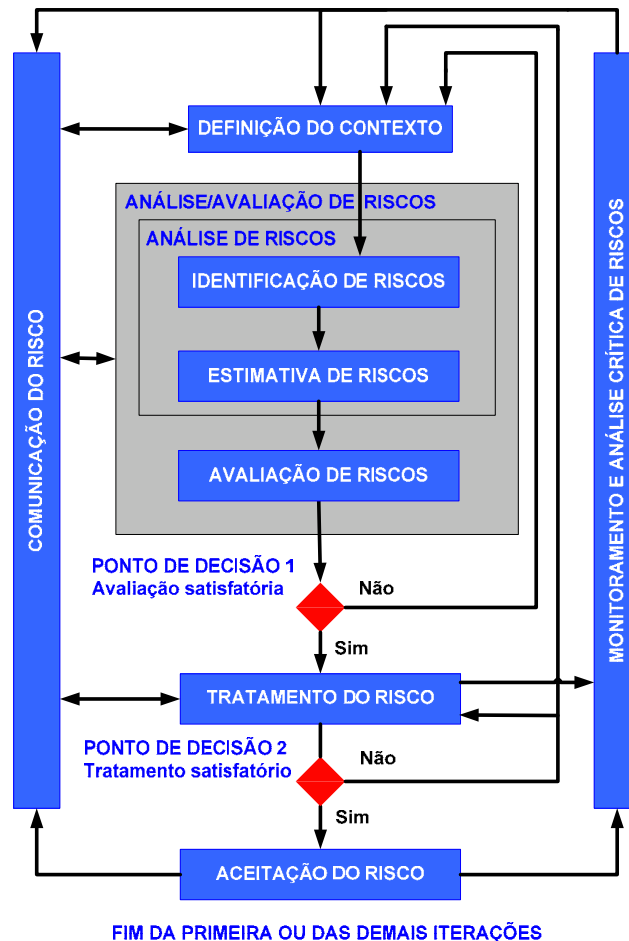 DEFINIÇÃO DO CONTEXTO
ANÁLISE/AVALIAÇÃO DE RISCOS
ANÁLISE DE RISCOS
IDENTIFICAÇÃO DE RISCOS
ESTIMATIVA DE RISCOS
AVALIAÇÃO DE RISCOS
COMUNICAÇÃO DO RISCO
MONITORAMENTO E ANÁLISE CRÍTICA DE RISCOS
PONTO DE DECISÃO 1
Avaliação satisfatória
Não
Sim
TRATAMENTO DO RISCO
PONTO DE DECISÃO 2
Tratamento satisfatório
Não
Sim
ACEITAÇÃO DO RISCO
FIM DA PRIMEIRA OU DAS DEMAIS ITERAÇÕES